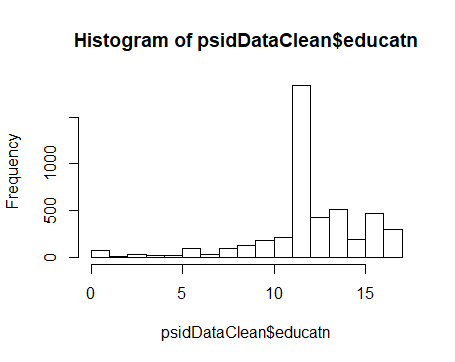 Histogram of psidDataClean$educatn
Frequency
1000
500
0
0 5 10 15
psidDataClean$educatn